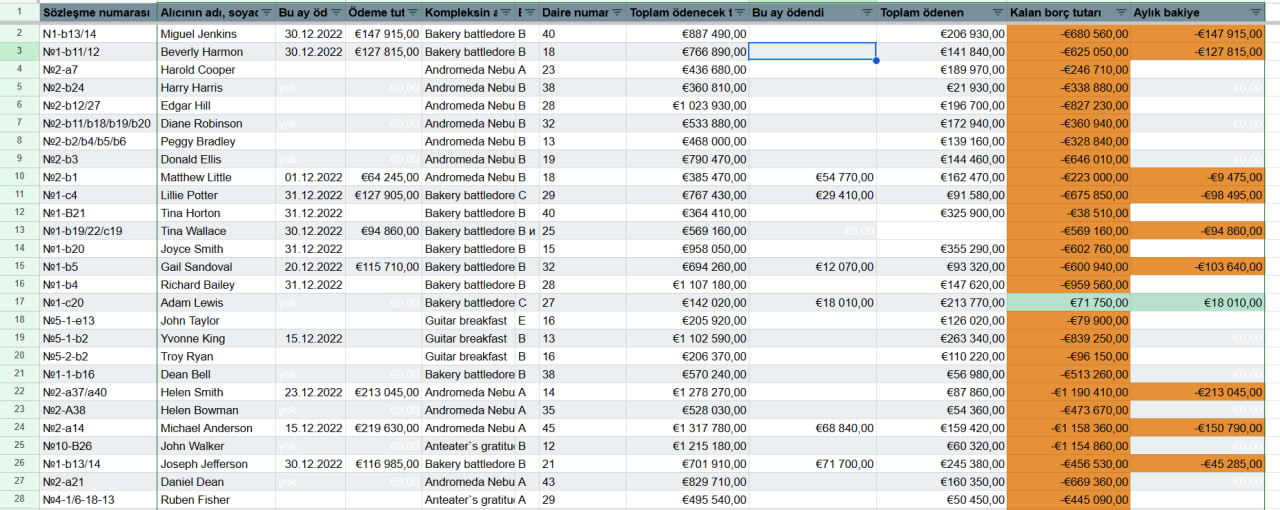 1 Sözleşme numarası Alıcının adı, soyad Bu ay öd Ödeme tut Kompleksin a Daire numar Toplam ödenecek t Bu ay ödendi Toplam ödenen Kalan borç tutarı Aylık bakiye
2 N1-b13/14 Miguel Jenkins 30.12.2022 €147 915,00 Bakery battledore B 40 €887 490,00 €206 930,00 -€680 560,00 -€147 915,00
3 №1-b11/12 Beverly Harmon 30.12.2022 €127 815,00 Bakery battledore B 18 €766 890,00 €141 840,00 -€625 050,00 -€127 815,00
4 №2-a7 Harold Cooper Andromeda Nebu A 23 €436 680,00 €189 970,00 -€246 710,00
5 №2-b24 Harry Harris yok €0,00 Andromeda Nebu B 38 €360 810,00 €21 930,00 -€338 880,00 €0,00
6 №2-b12/27 Edgar Hill Andromeda Nebu B 28 €1 023 930,00 €196 700,00 -€827 230,00
7 №2-b11/b18/b19/b20 Diane Robinson yok €0,00 Andromeda Nebu B 32 €533 880,00 €172 940,00 -€360 940,00 €0,00
8 №2-b2/b4/b5/b6 Peggy Bradley Andromeda Nebu B 13 €468 000,00 €139 160,00 -€328 840,00
9 №2-b3 Donald Ellis yok €0,00 Andromeda Nebu B 19 €790 470,00 €144 460,00 -€646 010,00 €0,00
10 №2-b1 Matthew Little 01.12.2022 €64 245,00 Andromeda Nebu B 18 €385 470,00 €54 770,00 €162 470,00 -€223 000,00 -€9 475,00
11 №1-c4 Lillie Potter 31.12.2022 €127 905,00 Bakery battledore C 29 €767 430,00 €29 410,00 €91 580,00 -€675 850,00 -€98 495,00
12 №1-B21 Tina Horton 31.12.2022 Bakery battledore B 40 €364 410,00 €325 900,00 -€38 510,00
13 №1-b19/22/c19 Tina Wallace 30.12.2022 €94 860,00 Bakery battledore B и 25 €569 160,00 €0,00 -€569 160,00 -€94 860,00
14 №1-b20 Joyce Smith 31.12.2022 Bakery battledore B 15 €958 050,00 €355 290,00 -€602 760,00
15 №1-b5 Gail Sandoval 20.12.2022 €115 710,00 Bakery battledore B 32 €694 260,00 €12 070,00 €93 320,00 -€600 940,00 -€103 640,00
16 №1-b4 Richard Bailey 31.12.2022 Bakery battledore B 28 €1 107 180,00 €147 620,00 -€959 560,00
17 №1-c20 Adam Lewis yok €0,00 Bakery battledore C 27 €142 020,00 €18 010,00 €213 770,00 €71 750,00 €18 010,00
18 №5-1-e13 John Taylor Guitar breakfast E 16 €205 920,00 €126 020,00 -€79 900,00
19 №5-1-b2 Yvonne King 15.12.2022 Guitar breakfast B 13 €1 102 590,00 €263 340,00 -€839 250,00 €0,00
20 №5-2-b2 Troy Ryan Guitar breakfast B 16 €206 370,00 €110 220,00 -€96 150,00
21 №1-1-b16 Dean Bell yok €0,00 Bakery battledore B 38 €570 240,00 €56 980,00 -€513 260,00 €0,00
22 №2-a37/a40 Helen Smith 23.12.2022 €213 045,00 Andromeda Nebu A 14 €1 278 270,00 €87 860,00 -€1 190 410,00 -€213 045,00
23 №2-A38 Helen Bowman yok €0,00 Andromeda Nebu A 35 €528 030,00 €54 360,00 -€473 670,00 €0,00
24 №2-a14 Michael Anderson 15.12.2022 €219 630,00 Andromeda Nebu A 45 €1 317 780,00 €68 840,00 €159 420,00 -€1 158 360,00 -€150 790,00
25 №10-B26 John Walker yok €0,00 Anteater`s gratitu B 12 €1 215 180,00 €60 320,00 -€1 154 860,00 €0,00
26 №1-b13/14 Joseph Jefferson 30.12.2022 €116 985,00 Bakery battledore B 21 €701 910,00 €71 700,00 €245 380,00 -€456 530,00 -€45 285,00
27 №2-a21 Daniel Dean yok €0,00 Andromeda Nebu A 43 €829 710,00 €160 350,00 -€669 360,00 €0,00
28 №4-1/6-18-13 Ruben Fisher Anteater`s gratitu A 29 €495 540,00 €50 450,00 -€445 090,00